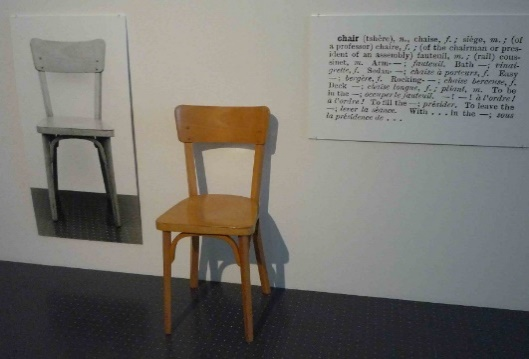 chair (tshère), n., chaise, f.; siège, m.; (of
a professor) chaire, f.; (of the chairman or pres-
ident of an assembly) fauteuil, m.; (rail) cous-
sinet, m. Arm- —; fauteuil. Bath —; vinai-
grette, f. Sedan- —; chaise à porteurs, f. Easy
—; bergère, f. Rocking- —; chaise berceuse, f.
Deck —; chaise longue, f.; pliant, m. To be
in the —; occuper le fauteuil. —! —! à l'ordre!
à l'ordre! To fill the —; présider. To leave the
—; lever la séance. With . . . in the —; sous
la présidence de . . .